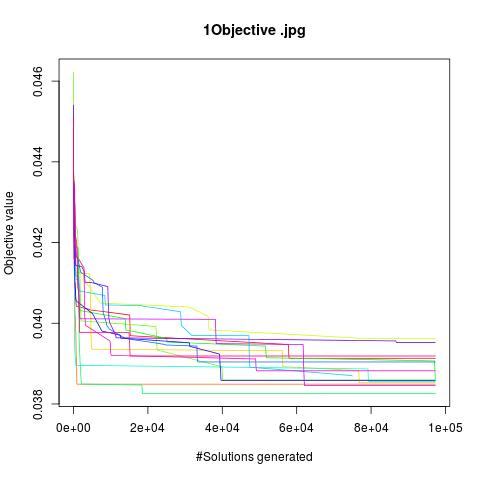 1Objective .jpg
Objective value
0.046
0.044
0.042
0.040
0.038
0e+00 2e+04 4e+04 6e+04 8e+04 1e+05
#Solutions generated